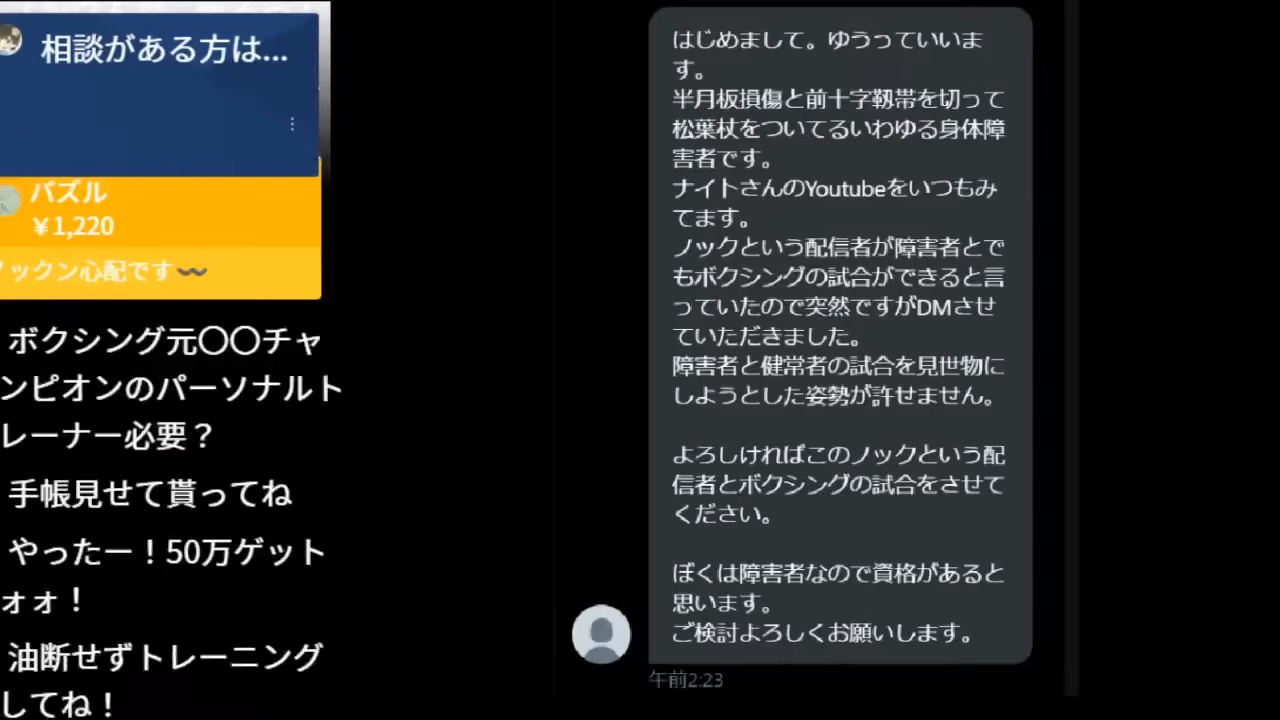 相談がある方は...
パズル
￥1,220
ノックン心配です〰
ボクシング元〇〇チャ
ンピオンのパーソナルト
レーナー必要？
手帳見せて貰ってね
やったー！50万ゲット
ォォ！
油断せずトレーニング
してね！
はじめまして。ゆうっていいま
す。
半月板損傷と前十字靱帯を切って
松葉杖をついてるいわゆる身体障
害者です。
ナイトさんのYoutubeをいつもみ
てます。
ノックという配信者が障害者とで
もボクシングの試合ができると言
っていたので突然ですがDMさせ
ていただきました。
障害者と健常者の試合を見世物に
しようとした姿勢が許せません。
よろしければこのノックという配
信者とボクシングの試合をさせて
ください。
ぼくは障害者なので資格があると
思います。
ご検討よろしくお願いします。
午前2:23